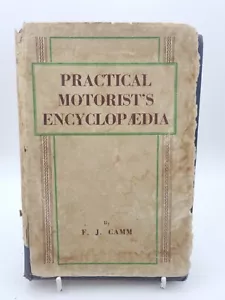 PRACTICAL
MOTORIST'S
ENCYCLOPÆDIA
By
F. J. CAMM